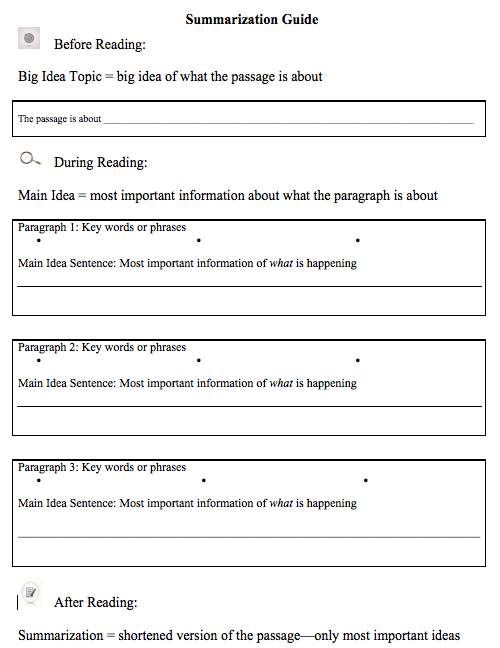 Summarization Guide
Before Reading:
Big Idea Topic = big idea of what the passage is about
The passage is about ____________________
During Reading:
Main Idea = most important information about what the paragraph is about
Paragraph 1: Key words or phrases
• • •
Main Idea Sentence: Most important information of what is happening
Paragraph 2: Key words or phrases
• • •
Main Idea Sentence: Most important information of what is happening
Paragraph 3: Key words or phrases
• • •
Main Idea Sentence: Most important information of what is happening
After Reading:
Summarization = shortened version of the passage—only most important ideas